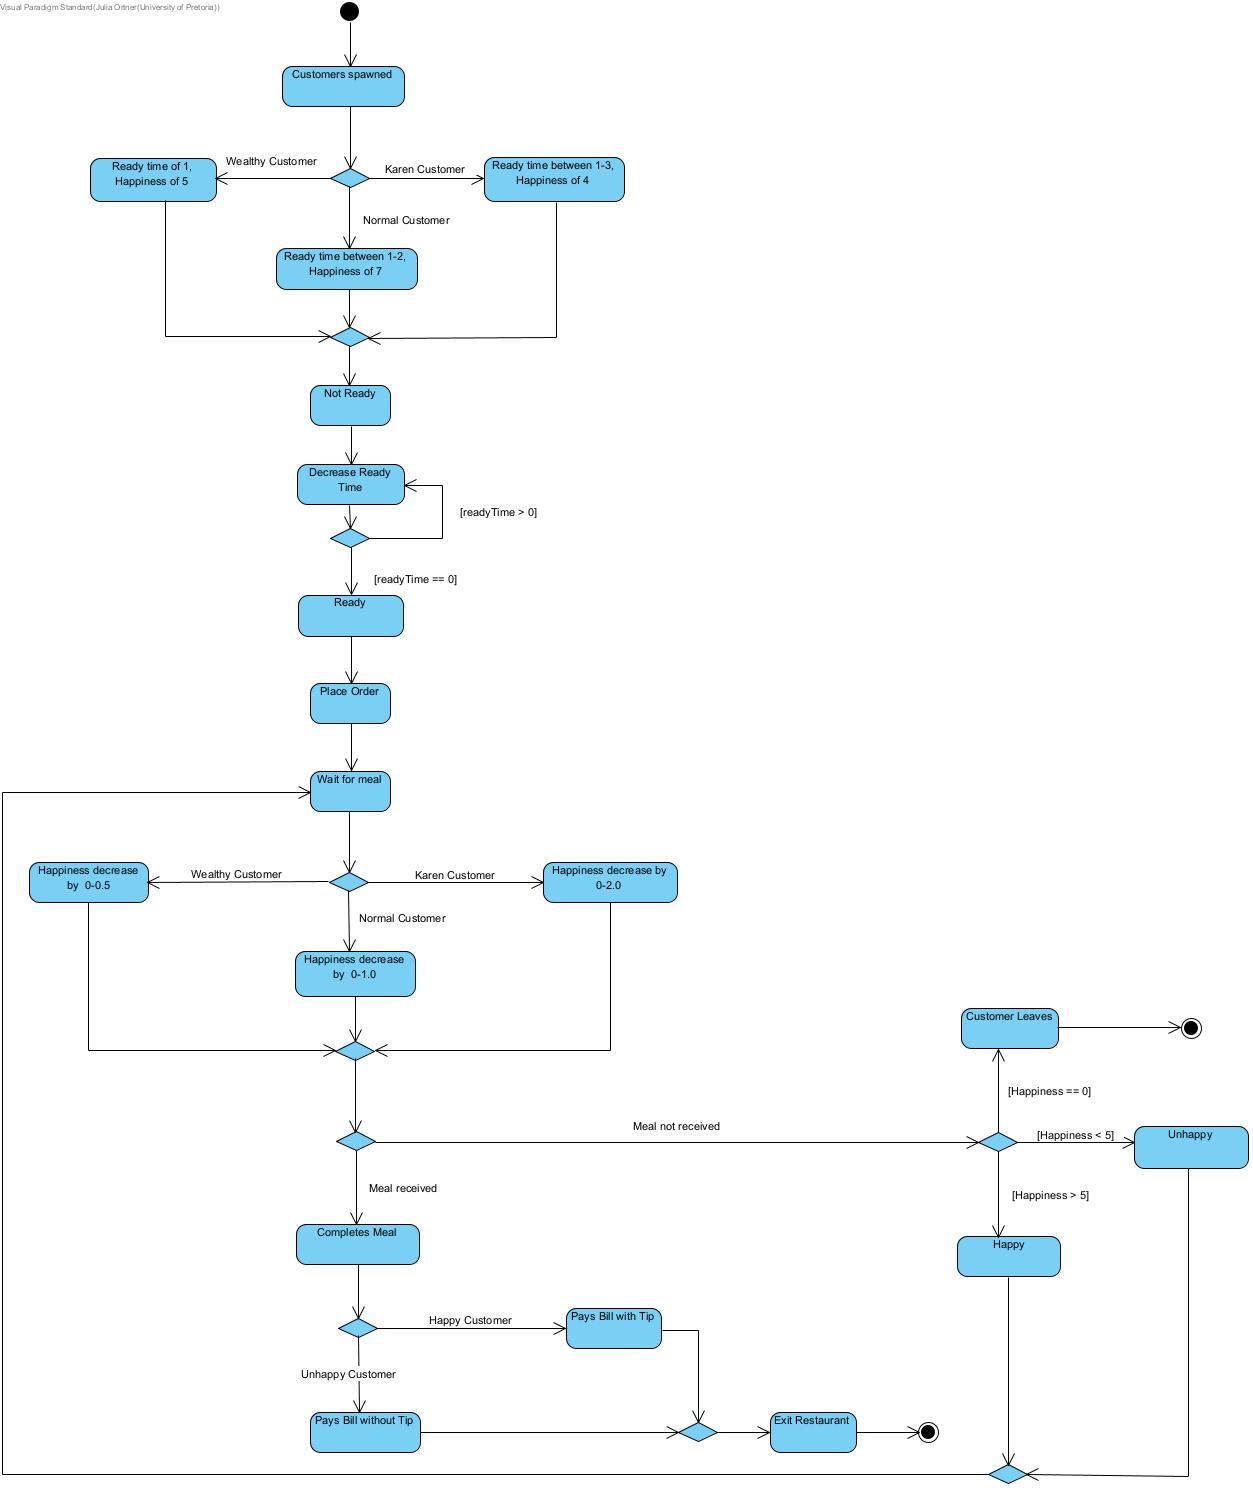 Visual Paradigm Standard(Julia Ortner(University of Pretoria))
Customers spawned
Wealthy Customer
Karen Customer
Ready time of 1,
Happiness of 5
Ready time between 1-3,
Happiness of 4
Normal Customer
Ready time between 1-2,
Happiness of 7
Not Ready
Decrease Ready
Time
[readyTime > 0]
[readyTime == 0]
Ready
Place Order
Wait for meal
Happiness decrease
by 0-0.5
Wealthy Customer
Karen Customer
Happiness decrease by
0-2.0
Normal Customer
Happiness decrease
by 0-1.0
Customer Leaves
[Happiness == 0]
Meal not received
[Happiness < 5]
Unhappy
Meal received
[Happiness > 5]
Completes Meal
Happy
Happy Customer
Pays Bill with Tip
Unhappy Customer
Pays Bill without Tip
Exit Restaurant